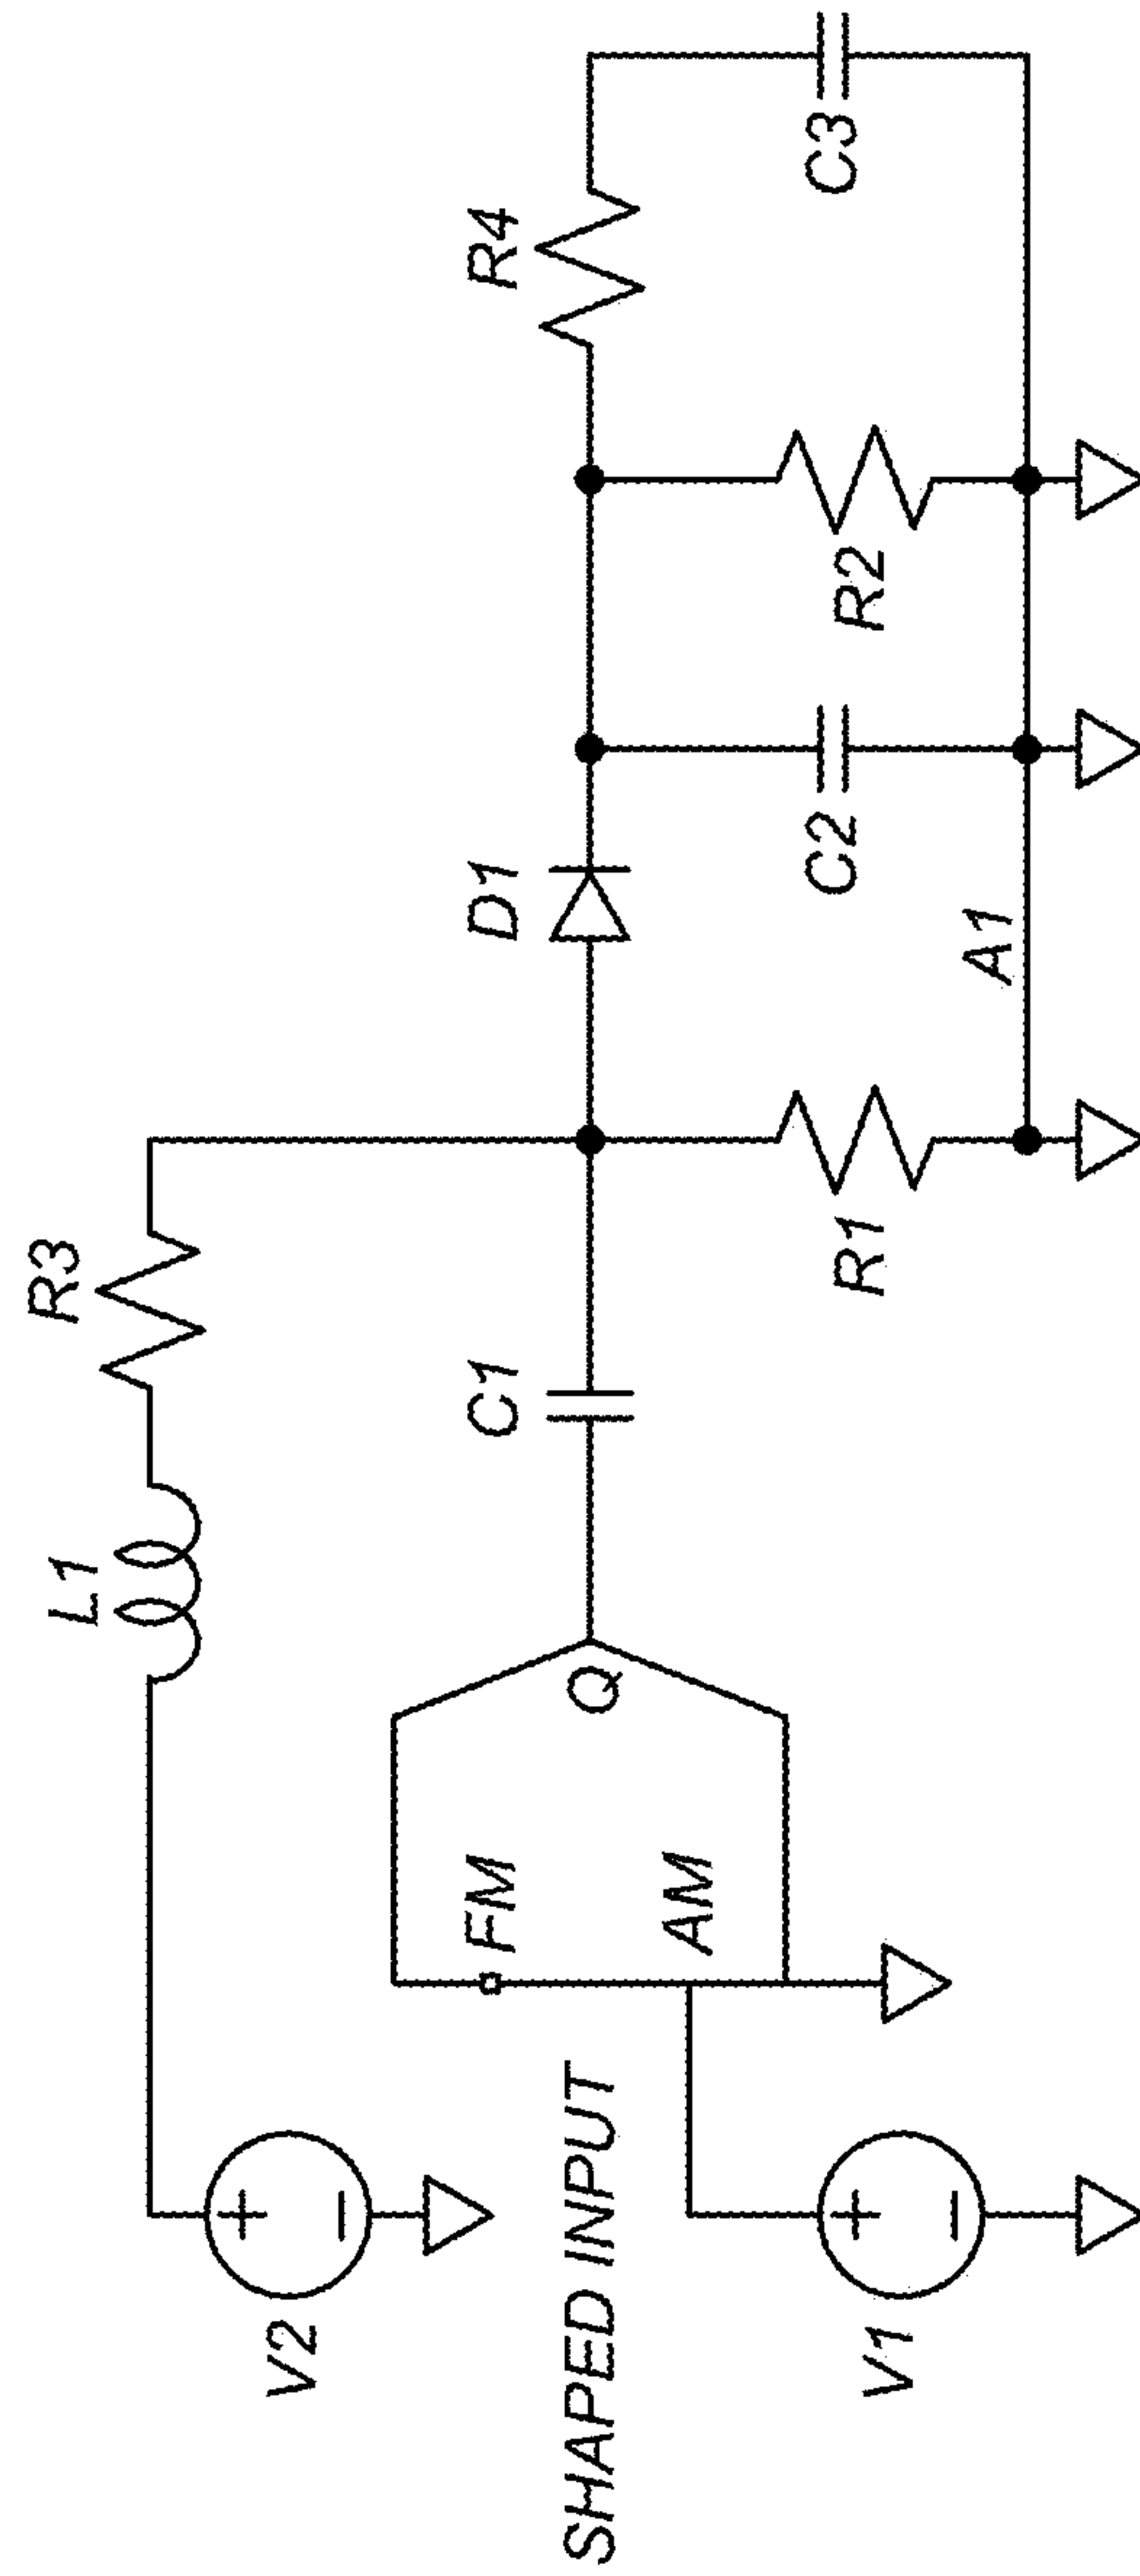 V2
L1
R3
SHAPED INPUT
FM
AM
Q
C1
D1
R4
V1
R1
A1
C2
R2
C3
+
−
+
−